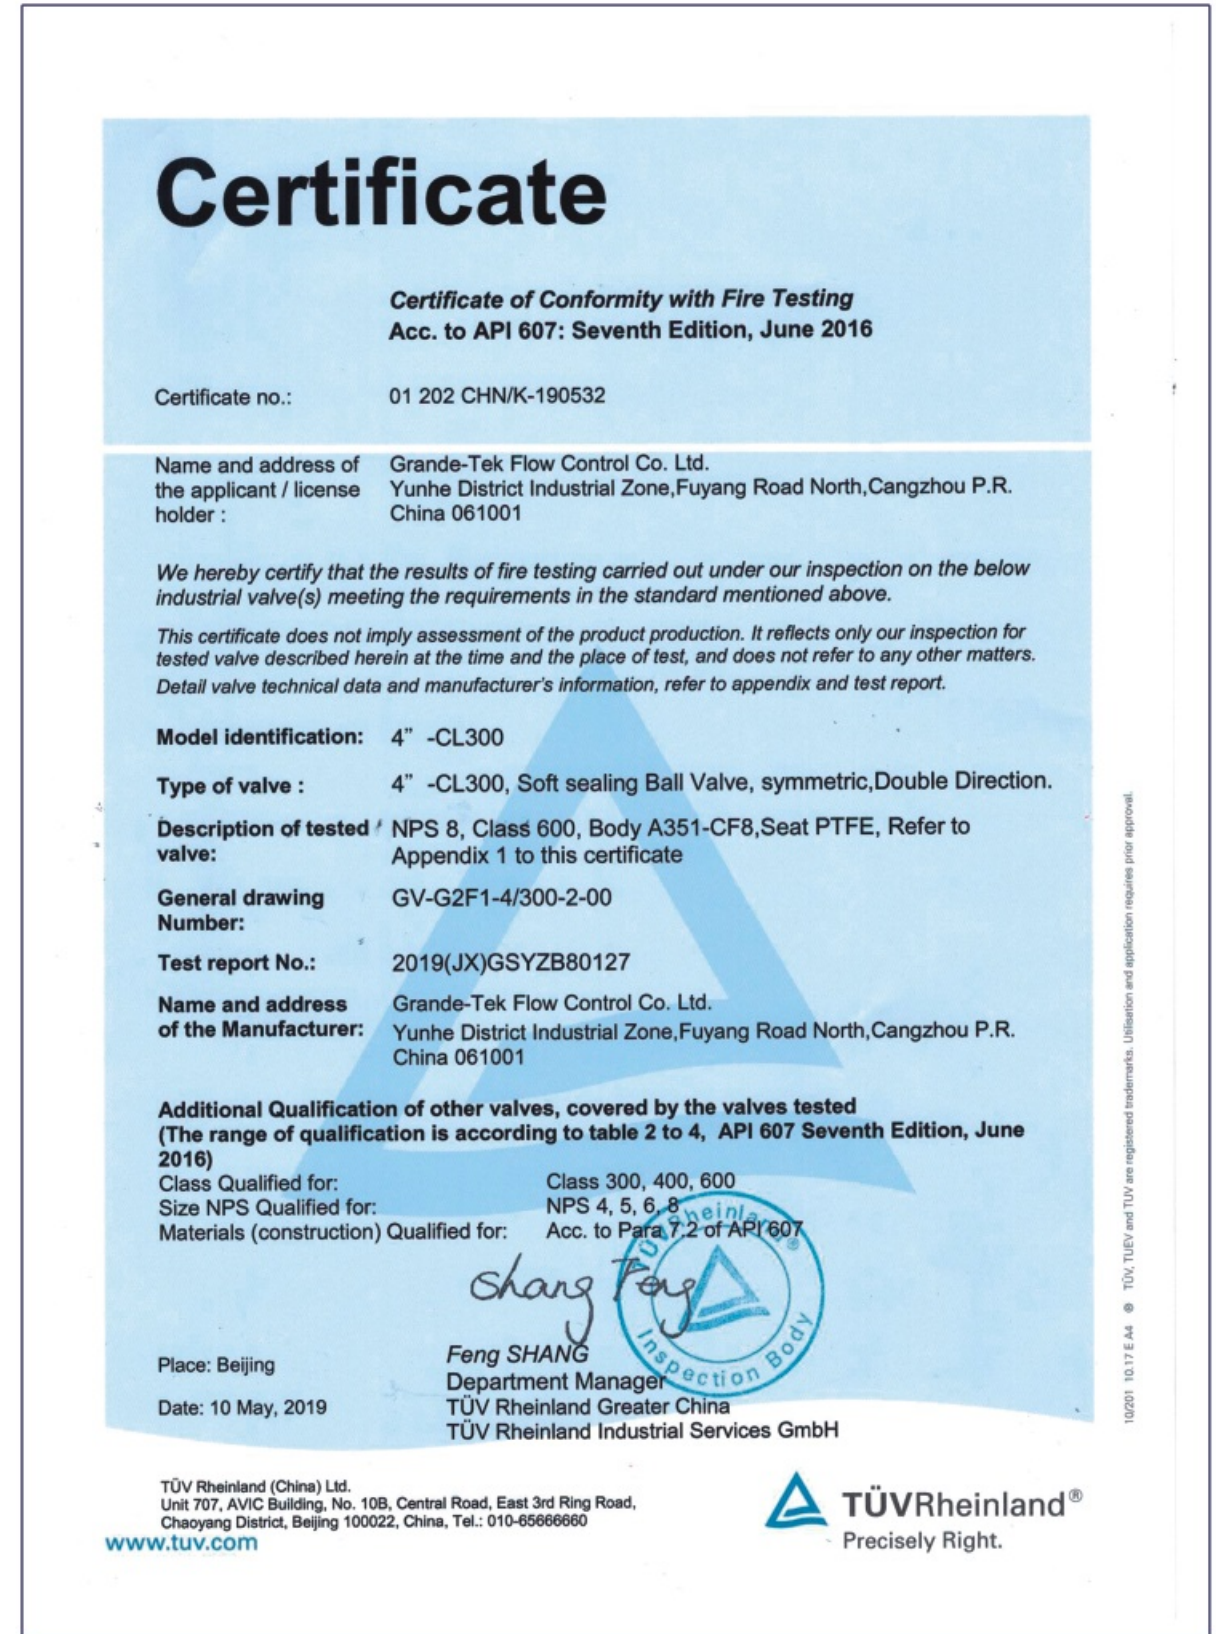 Certificate
Certificate of Conformity with Fire Testing
Acc. to API 607: Seventh Edition, June 2016
Certificate no.: 01 202 CHN/K-190532
Name and address of the applicant / license holder :
Grande-Tek Flow Control Co. Ltd.
Yunhe District Industrial Zone,Fuyang Road North,Cangzhou P.R.
China 061001
We hereby certify that the results of fire testing carried out under our inspection on the below
industrial valve(s) meeting the requirements in the standard mentioned above.
This certificate does not imply assessment of the product production. It reflects only our inspection for
tested valve described herein at the time and the place of test, and does not refer to any other matters.
Detail valve technical data and manufacturer's information, refer to appendix and test report.
Model identification: 4” -CL300
Type of valve : 4” -CL300, Soft sealing Ball Valve, symmetric,Double Direction.
Description of tested valve:
NPS 8, Class 600, Body A351-CF8,Seat PTFE, Refer to
Appendix 1 to this certificate
General drawing Number:
GV-G2F1-4/300-2-00
Test report No.: 2019(JX)GSYZB80127
Name and address of the Manufacturer:
Grande-Tek Flow Control Co. Ltd.
Yunhe District Industrial Zone,Fuyang Road North,Cangzhou P.R.
China 061001
Additional Qualification of other valves, covered by the valves tested
(The range of qualification is according to table 2 to 4, API 607 Seventh Edition, June
2016)
Class Qualified for: Class 300, 400, 600
Size NPS Qualified for: NPS 4, 5, 6, 8
Materials (construction) Qualified for: Acc. to Para 7.2 of API 607
TÜVRheinland®
Inspection Body
Shang Feng
Place: Beijing
Date: 10 May, 2019
Feng SHANG
Department Manager
TÜV Rheinland Greater China
TÜV Rheinland Industrial Services GmbH
TÜV Rheinland (China) Ltd.
Unit 707, AVIC Building, No. 10B, Central Road, East 3rd Ring Road,
Chaoyang District, Beijing 100022, China, Tel.: 010-65666660
www.tuv.com
TÜVRheinland®
Precisely Right.
10/201 10.17 E A4 ® TÜV, TUEV and TUV are registered trademarks. Utilisation and application requires prior approval.